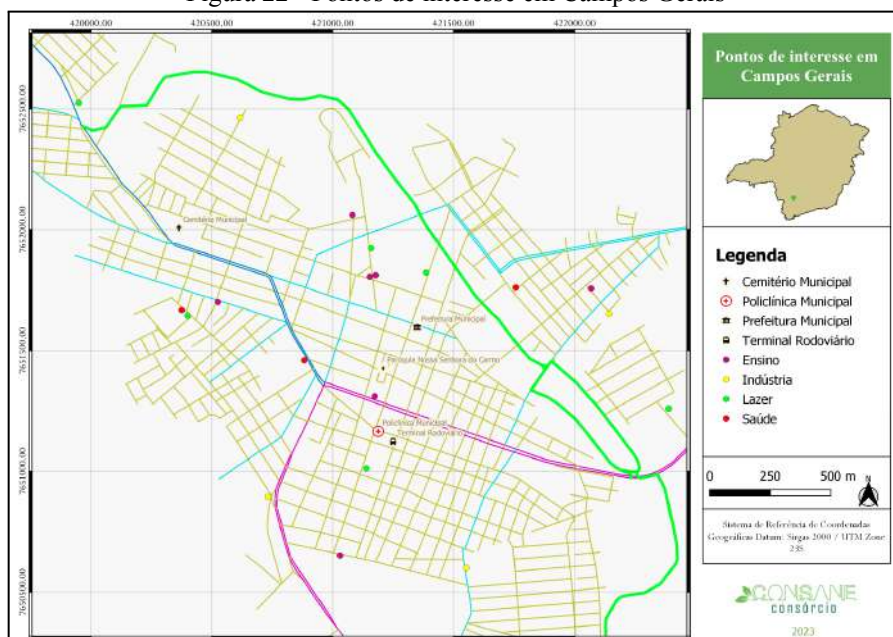 Figura 22 - Pontos de interesse em Campos Gerais
420000.00 420500.00 421000.00 421500.00 422000.00
7652500.00
7652000.00
7651500.00
7651000.00
7650500.00
Cemitério Municipal
Prefeitura Municipal
Paróquia Nossa Senhora do Carmo
Policlínica Municipal
Terminal Rodoviário
Pontos de interesse em
Campos Gerais
Legenda
Cemitério Municipal
Policlínica Municipal
Prefeitura Municipal
Terminal Rodoviário
Ensino
Indústria
Lazer
Saúde
0 250 500 m
N
Sistema de Referência de Coordenadas
Geográficas Datum: Sirgas 2000 / UTM Zone
23S
CONSANE
consórcio
2023